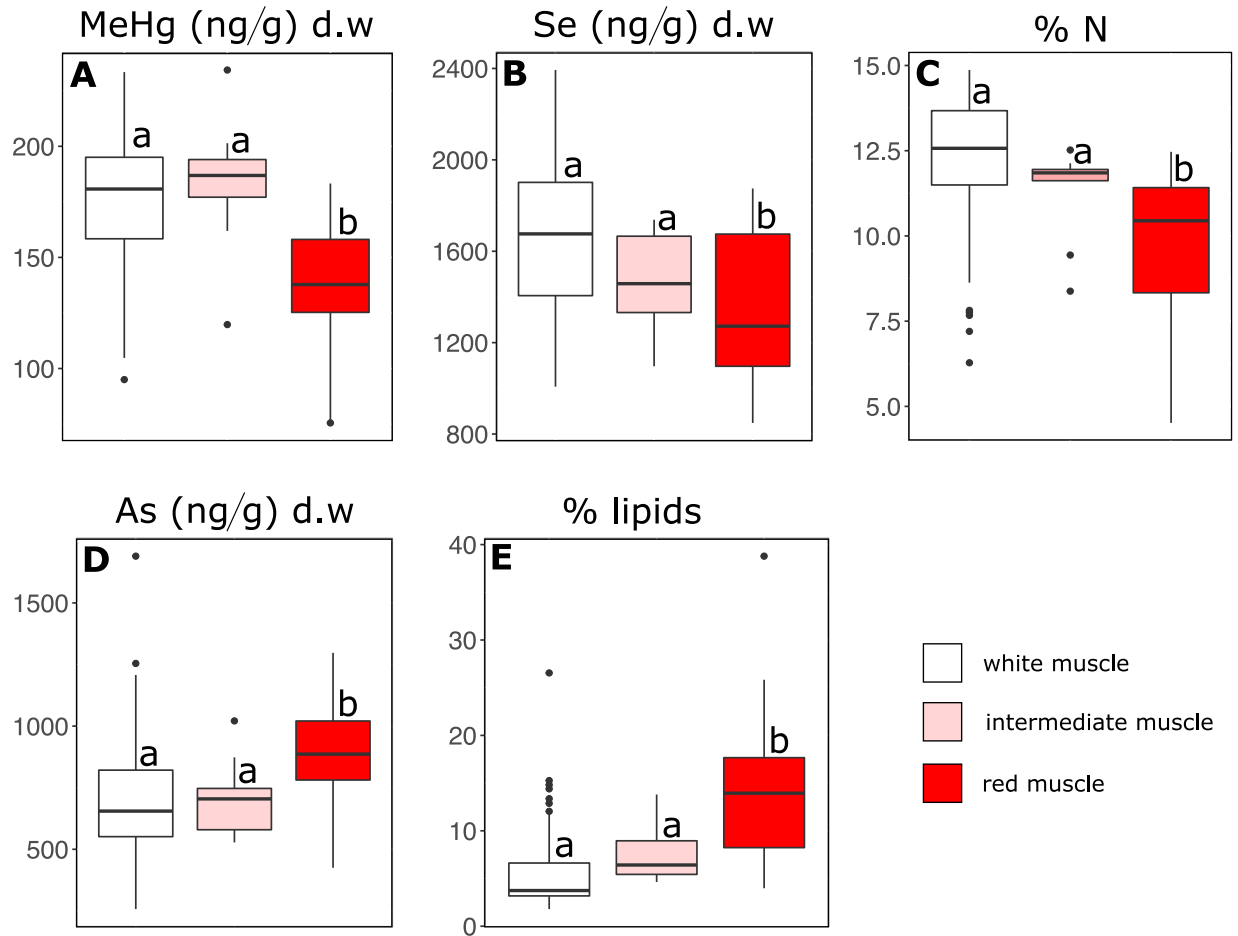 MeHg (ng/g) d.w
A
200
150
100
a
a
b
Se (ng/g) d.w
B
2400
2000
1600
1200
800
a
a
b
% N
C
15.0
12.5
10.0
7.5
5.0
a
a
b
As (ng/g) d.w
D
1500
1000
500
a
a
b
% lipids
E
40
30
20
10
0
a
a
b
white muscle
intermediate muscle
red muscle